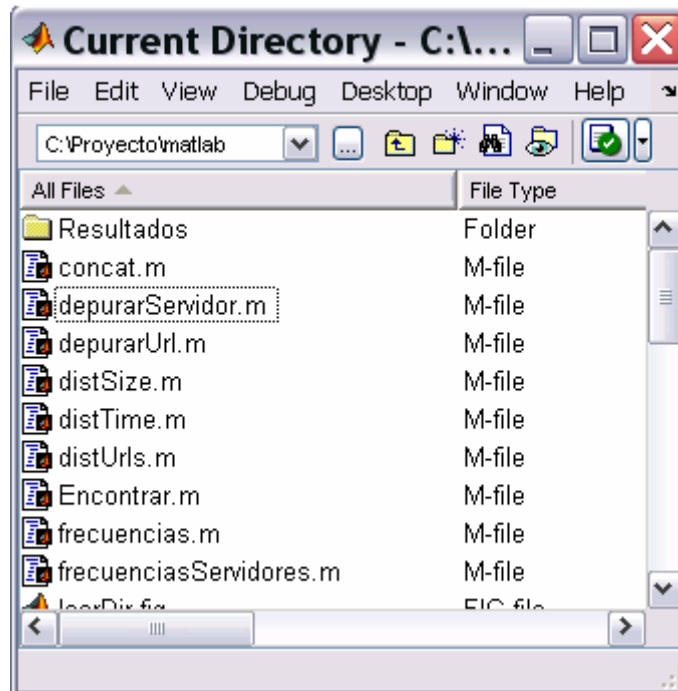 Current Directory - C:\...
File Edit View Debug Desktop Window Help
C:\Proyecto\matlab ...
All Files File Type
Resultados Folder
concat.m M-file
depurarServidor.m M-file
depurarUrl.m M-file
distSize.m M-file
distTime.m M-file
distUrls.m M-file
Encontrar.m M-file
frecuencias.m M-file
frecuenciasServidores.m M-file